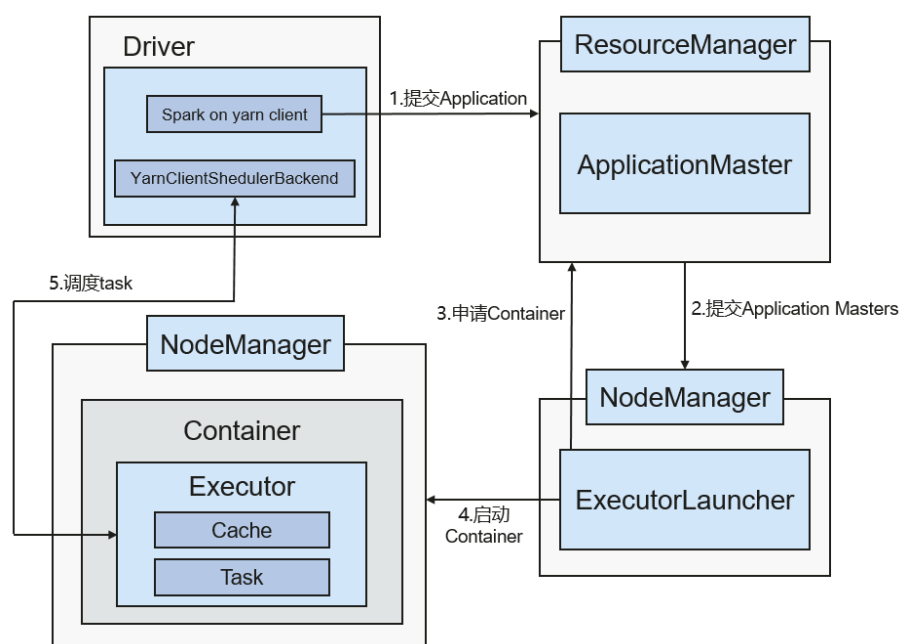 Driver
Spark on yarn client
YarnClientShedulerBackend
1.提交Application
ResourceManager
ApplicationMaster
5.调度task
3.申请Container
2.提交Application Masters
NodeManager
Container
Executor
Cache
Task
4.启动
Container
NodeManager
ExecutorLauncher